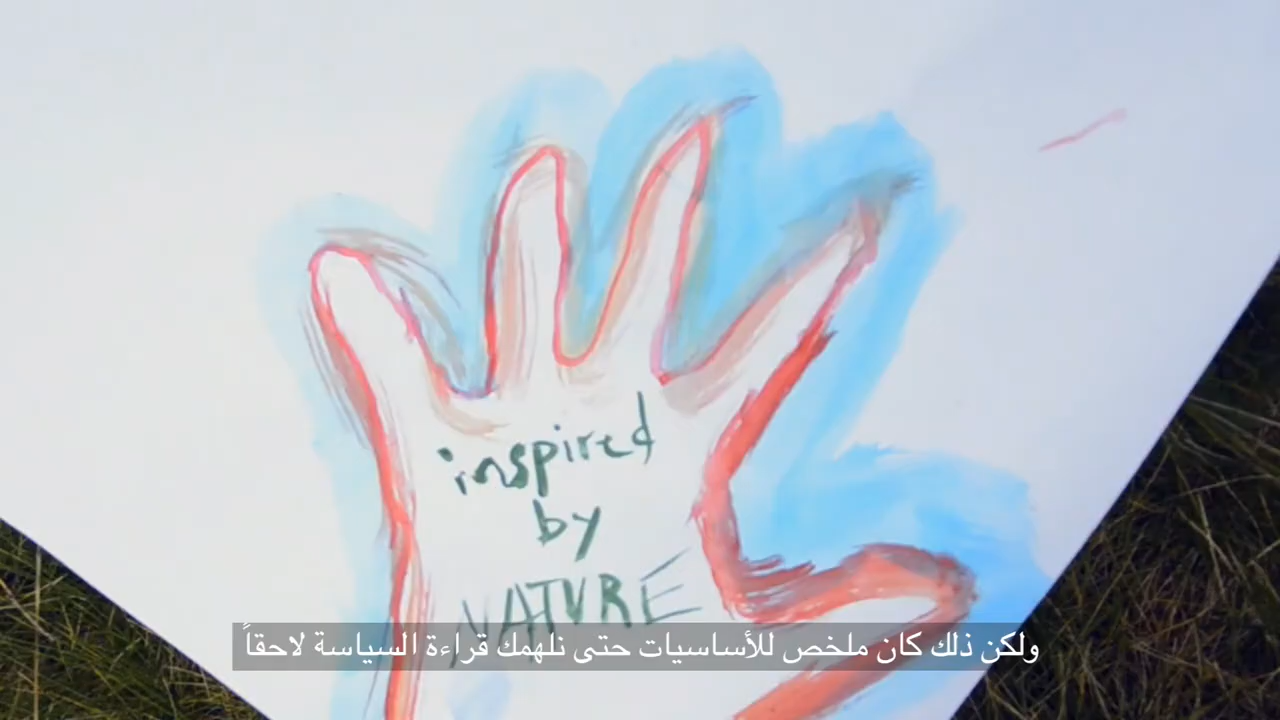 inspired
by
NATURE
ولكن ذلك كان ملخص للأساسيات حتى نلهمك قراءة السياسة لاحقاً